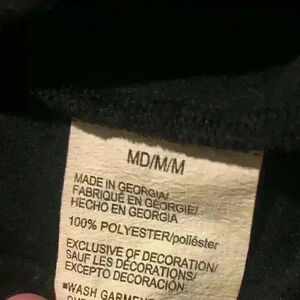 MD/M/M
MADE IN GEORGIA/
FABRIQUÉ EN GÉORGIE/
HECHO EN GEORGIA
100% POLYESTER/poliéster
EXCLUSIVE OF DECORATION/
SAUF LES DÉCORATIONS/
EXCEPTO DECORACIÓN
*WASH GARMEN